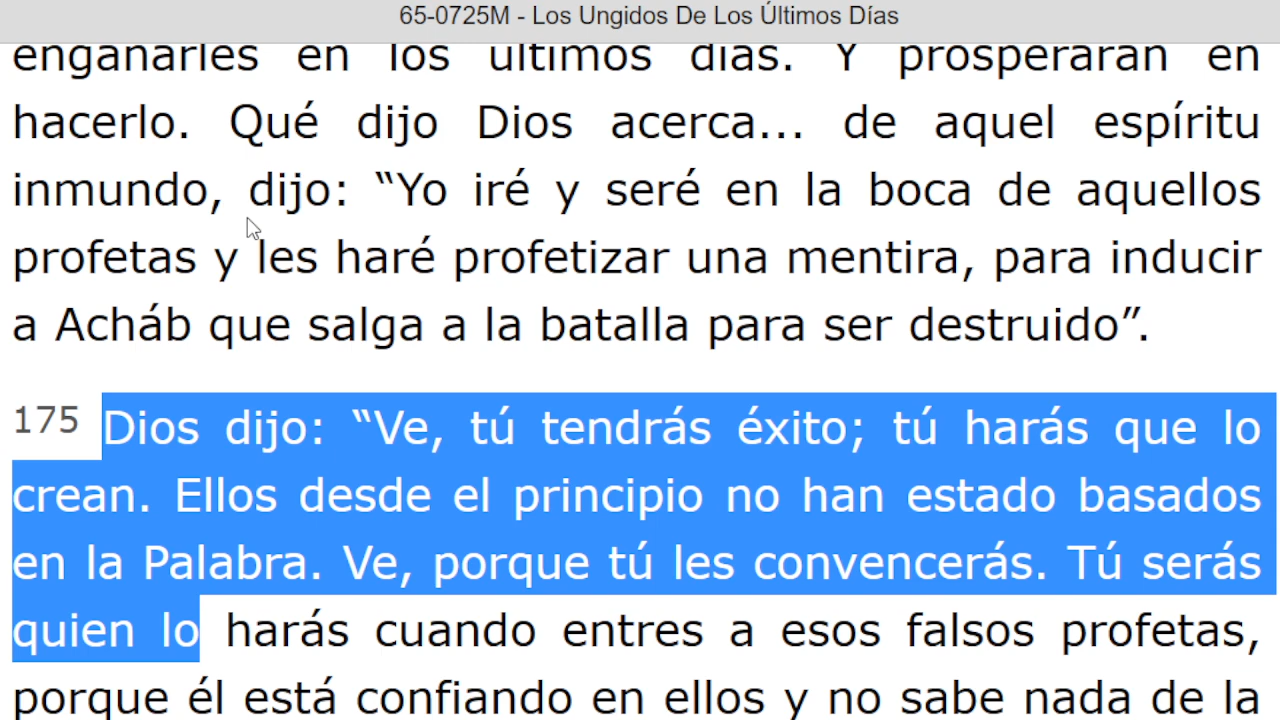 65-0725M - Los Ungidos De Los Últimos Días
engañarles en los últimos días. Y prosperarán en
hacerlo. Qué dijo Dios acerca... de aquel espíritu
inmundo, dijo: “Yo iré y seré en la boca de aquellos
profetas y les haré profetizar una mentira, para inducir
a Acháb que salga a la batalla para ser destruido”.
175 Dios dijo: “Ve, tú tendrás éxito; tú harás que lo
crean. Ellos desde el principio no han estado basados
en la Palabra. Ve, porque tú les convencerás. Tú serás
quien lo harás cuando entres a esos falsos profetas,
porque él está confiando en ellos y no sabe nada de la